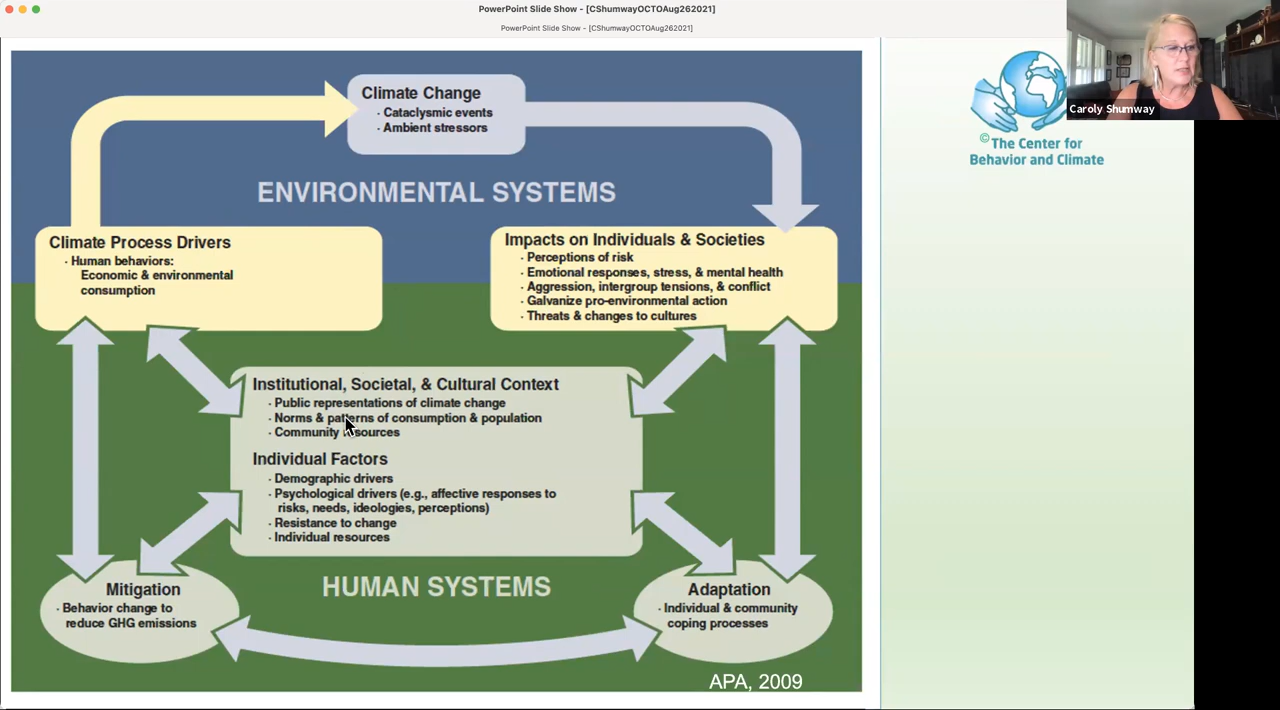 PowerPoint Slide Show - [CShumwayOCTOAug262021]
PowerPoint Slide Show - [CShumwayOCTOAug262021]
Caroly Shumway
© The Center for
Behavior and Climate
Climate Change
· Cataclysmic events
· Ambient stressors
ENVIRONMENTAL SYSTEMS
Climate Process Drivers
· Human behaviors:
Economic & environmental
consumption
Impacts on Individuals & Societies
· Perceptions of risk
· Emotional responses, stress, & mental health
· Aggression, intergroup tensions, & conflict
· Galvanize pro-environmental action
· Threats & changes to cultures
Institutional, Societal, & Cultural Context
· Public representations of climate change
· Norms & patterns of consumption & population
· Community resources
Individual Factors
· Demographic drivers
· Psychological drivers (e.g., affective responses to
risks, needs, ideologies, perceptions)
· Resistance to change
· Individual resources
HUMAN SYSTEMS
Mitigation
· Behavior change to
reduce GHG emissions
Adaptation
· Individual & community
coping processes
APA, 2009